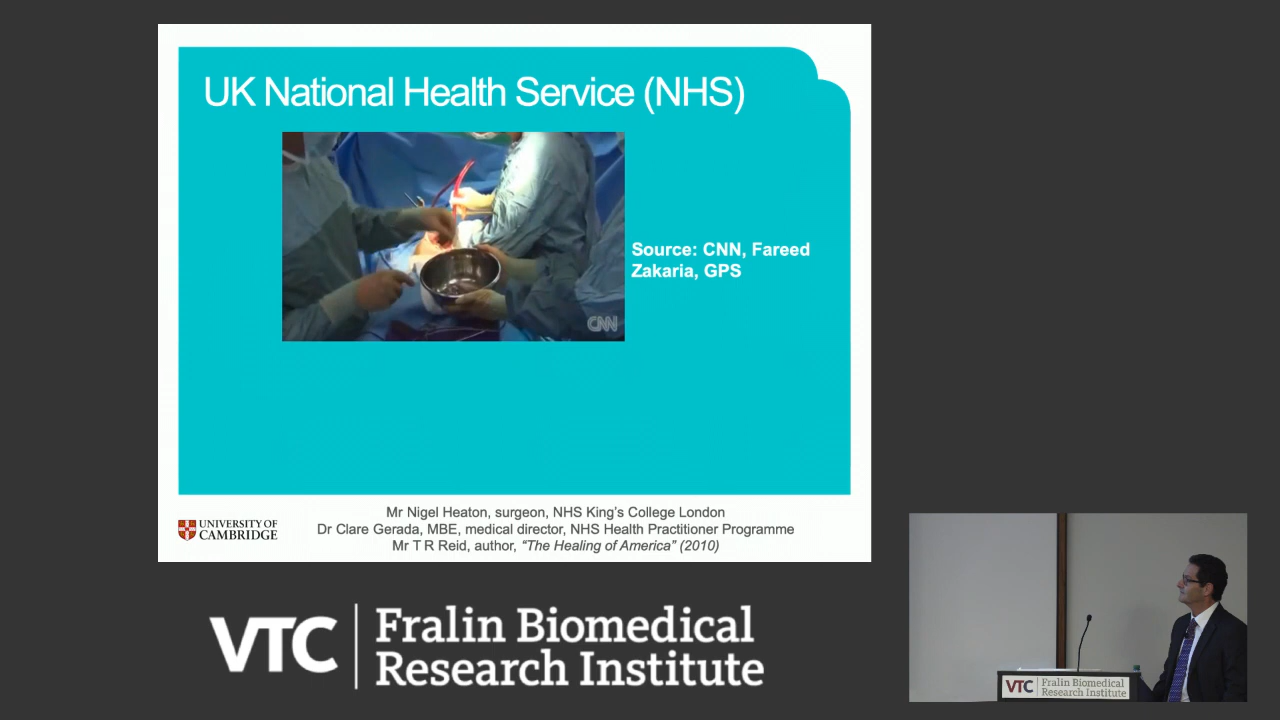 UK National Health Service (NHS)
Source: CNN, Fareed
Zakaria, GPS
CNN
Mr Nigel Heaton, surgeon, NHS King's College London
Dr Clare Gerada, MBE, medical director, NHS Health Practitioner Programme
Mr T R Reid, author, “The Healing of America” (2010)
UNIVERSITY OF
CAMBRIDGE
VTC
Fralin Biomedical
Research Institute
VTC
Fralin Biomedical
Research Institute